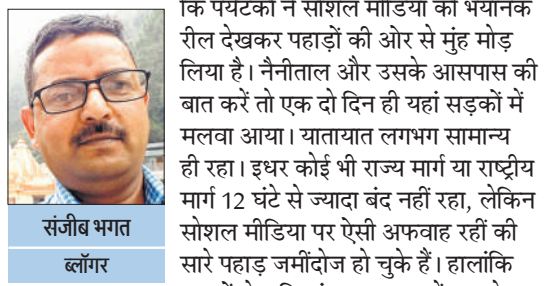 कि पर्यटकों ने सोशल मीडिया की भयानक
रील देखकर पहाड़ों की ओर से मुंह मोड़
लिया है। नैनीताल और उसके आसपास की
बात करें तो एक दो दिन ही यहां सड़कों में
मलवा आया। यातायात लगभग सामान्य
ही रहा। इधर कोई भी राज्य मार्ग या राष्ट्रीय
मार्ग 12 घंटे से ज्यादा बंद नहीं रहा, लेकिन
सोशल मीडिया पर ऐसी अफवाह रहीं की
सारे पहाड़ जमींदोज हो चुके हैं। हालांकि
संजीब भगत
ब्लॉगर